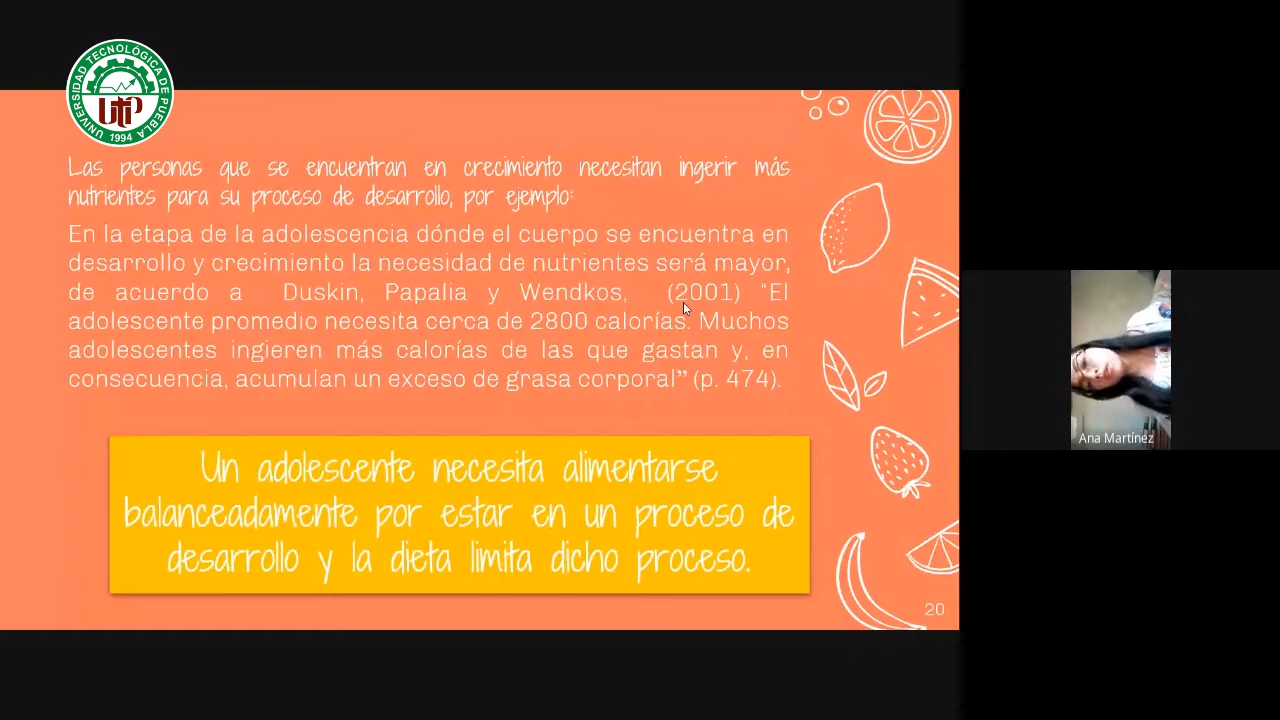 UNIVERSIDAD TECNOLÓGICA DE PUEBLA
UTP
1994
Las personas que se encuentran en crecimiento necesitan ingerir más
nutrientes para su proceso de desarrollo, por ejemplo:
En la etapa de la adolescencia dónde el cuerpo se encuentra en
desarrollo y crecimiento la necesidad de nutrientes será mayor,
de acuerdo a Duskin, Papalia y Wendkos, (2001) “El
adolescente promedio necesita cerca de 2800 calorías. Muchos
adolescentes ingieren más calorías de las que gastan y, en
consecuencia, acumulan un exceso de grasa corporal” (p. 474).
Un adolescente necesita alimentarse
balanceadamente por estar en un proceso de
desarrollo y la dieta limita dicho proceso.
20
Ana Martínez